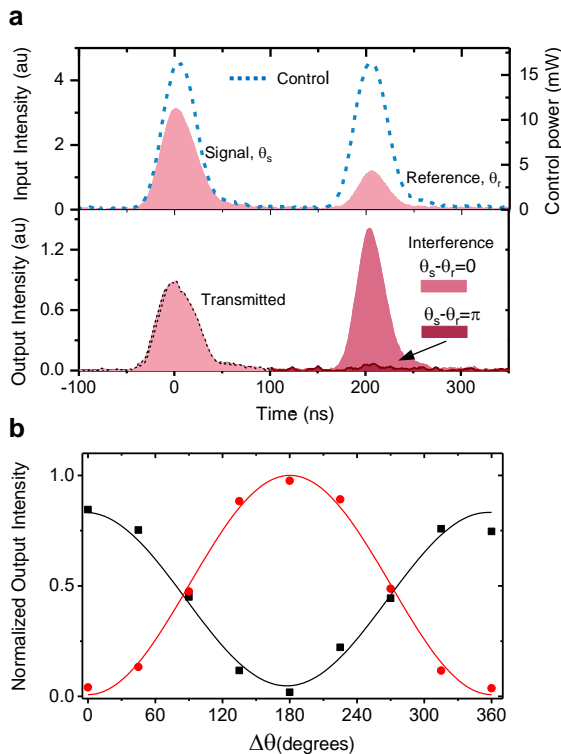 a
Input Intensity (au)
4
2
0
Control
Signal, θs
Reference, θr
15
10
5
0
Control power (mW)
Output Intensity (au)
1.2
0.6
0.0
Transmitted
Interference
θs-θr=0
θs-θr=π
-100 0 100 200 300
Time (ns)
b
Normalized Output Intensity
1.0
0.5
0.0
0 60 120 180 240 300 360
Δθ(degrees)